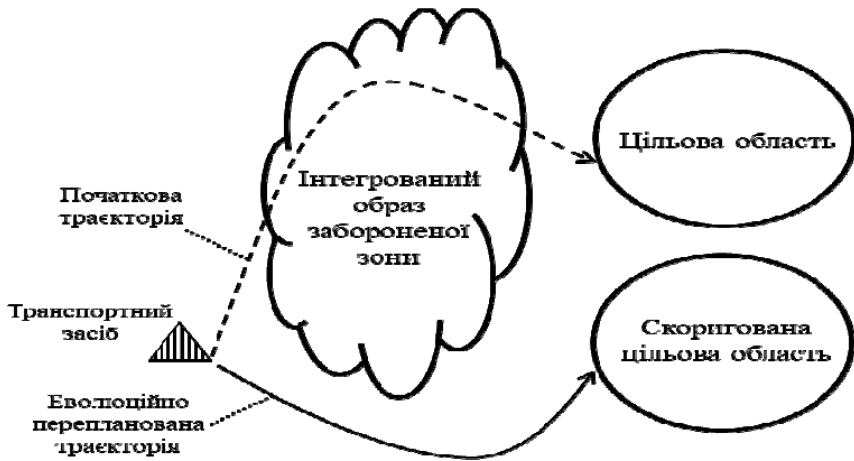 Цільова область
Інтегрований
образ
забороненої
зони
Початкова
траєкторія
Транспортний
засіб
Скоригована
цільова область
Еволюційно
перепланована
траєкторія